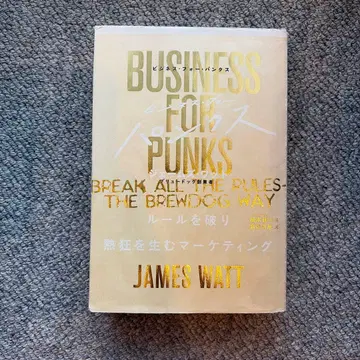 ビジネス・フォー・パンクス
BUSINESS
FOR
PUNKS
BREAK ALL THE RULES-
THE BREWDOG WAY
ルールを破り
熱狂を生むマーケティング
JAMES WATT